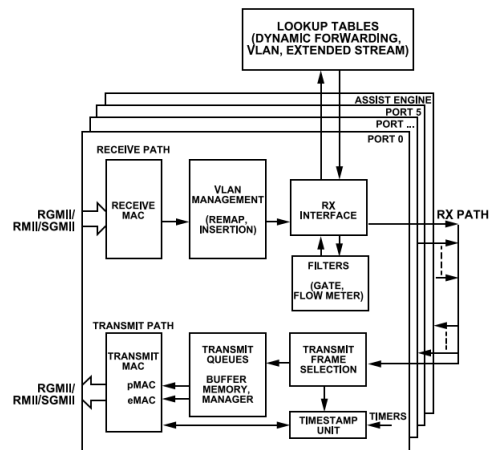 LOOKUP TABLES
(DYNAMIC FORWARDING,
VLAN, EXTENDED STREAM)
ASSIST ENGINE
PORT 5
PORT ...
PORT 0
RECEIVE PATH
RGMII/
RMII/SGMII
RECEIVE
MAC
VLAN
MANAGEMENT
(REMAP,
INSERTION)
RX
INTERFACE
RX PATH
FILTERS
(GATE,
FLOW METER)
TRANSMIT PATH
RGMII/
RMII/SGMII
TRANSMIT
MAC
pMAC
eMAC
TRANSMIT
QUEUES
BUFFER
MEMORY,
MANAGER
TRANSMIT
FRAME
SELECTION
TIMESTAMP
UNIT
TIMERS